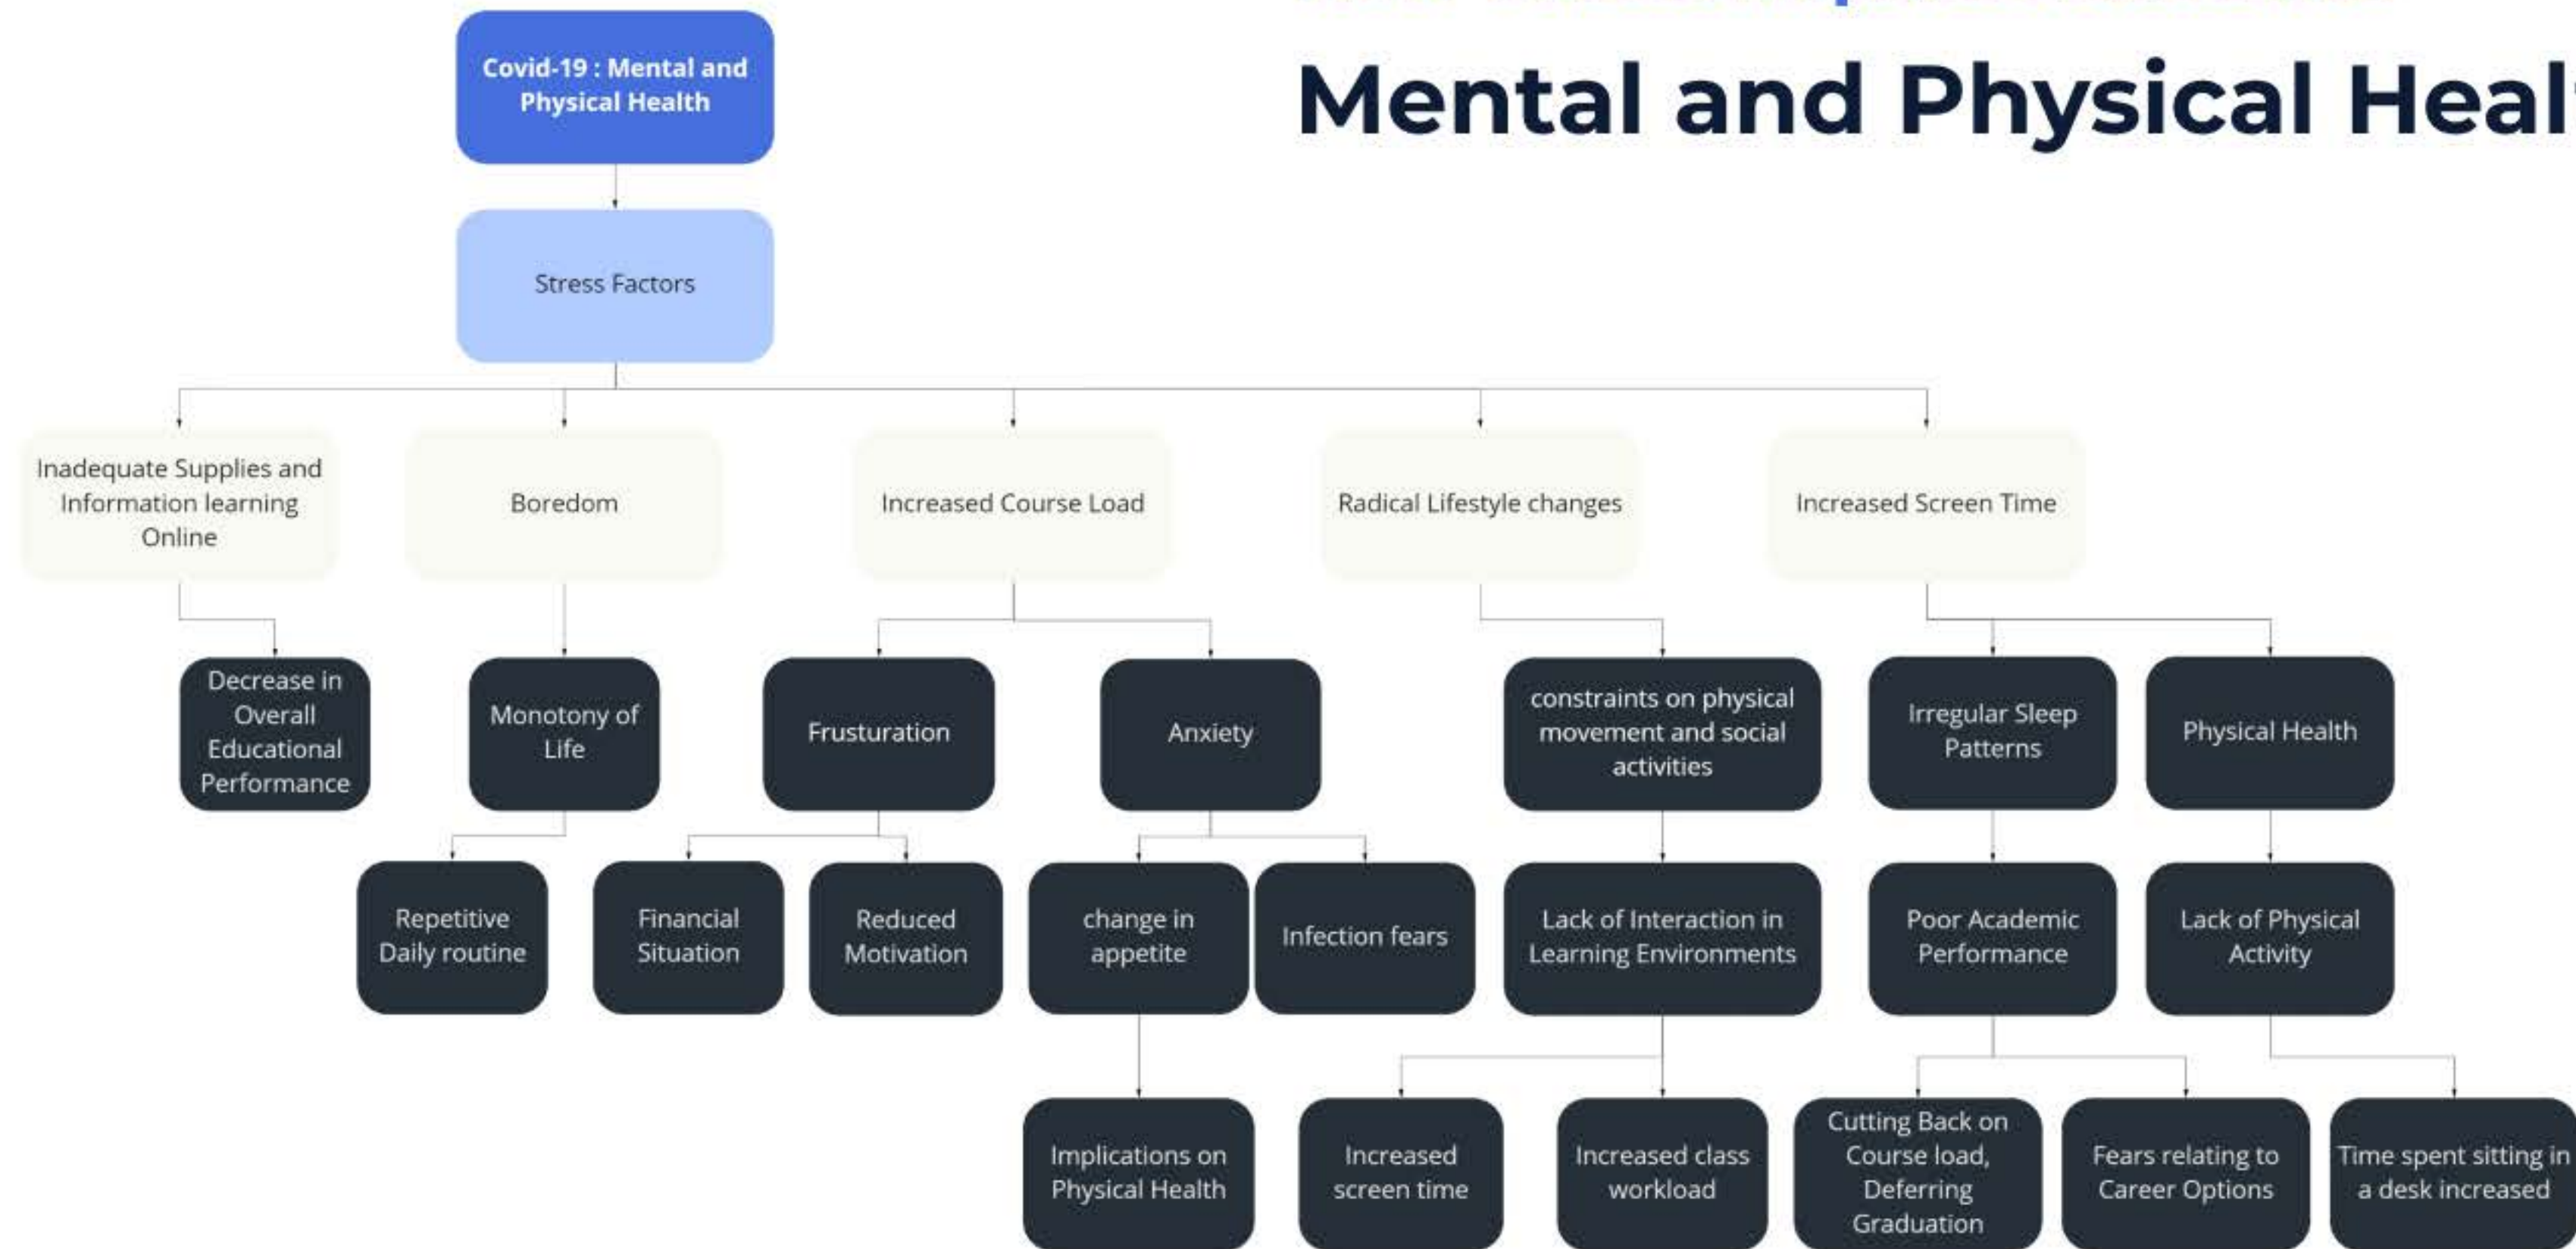 Mental and Physical Heal
Covid-19 : Mental and
Physical Health
Stress Factors
Inadequate Supplies and
Information learning
Online
Boredom
Increased Course Load
Radical Lifestyle changes
Increased Screen Time
Decrease in
Overall
Educational
Performance
Monotony of
Life
Frusturation
Anxiety
constraints on physical
movement and social
activities
Irregular Sleep
Patterns
Physical Health
Repetitive
Daily routine
Financial
Situation
Reduced
Motivation
change in
appetite
Infection fears
Lack of Interaction in
Learning Environments
Poor Academic
Performance
Lack of Physical
Activity
Implications on
Physical Health
Increased
screen time
Increased class
workload
Cutting Back on
Course load,
Deferring
Graduation
Fears relating to
Career Options
Time spent sitting in
a desk increased